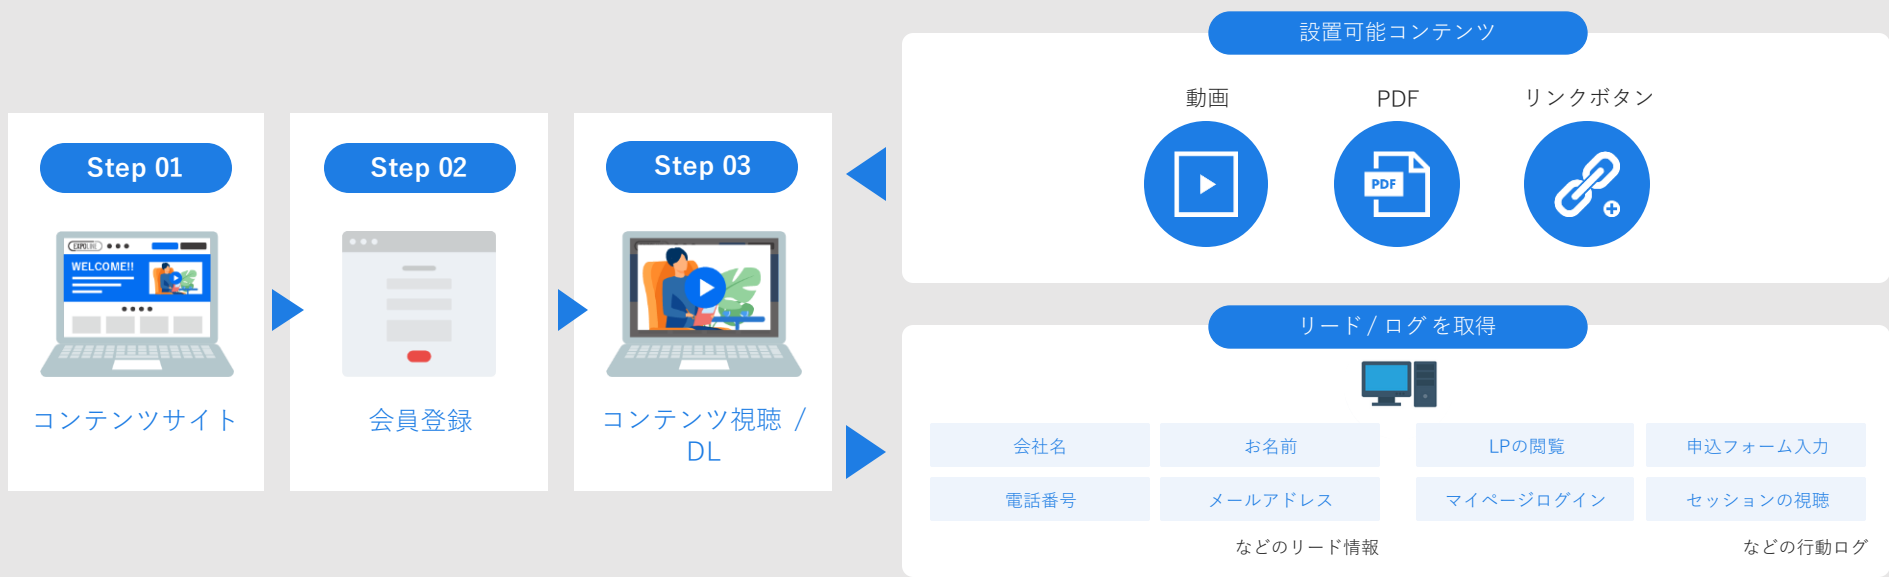 Step 01
EXPOLINE
WELCOME!!
コンテンツサイト
Step 02
会員登録
Step 03
コンテンツ視聴 /
DL
設置可能コンテンツ
動画
PDF
リンクボタン
PDF
リード / ログを取得
会社名
お名前
LPの閲覧
申込フォーム入力
電話番号
メールアドレス
マイページログイン
セッションの視聴
などのリード情報
などの行動ログ